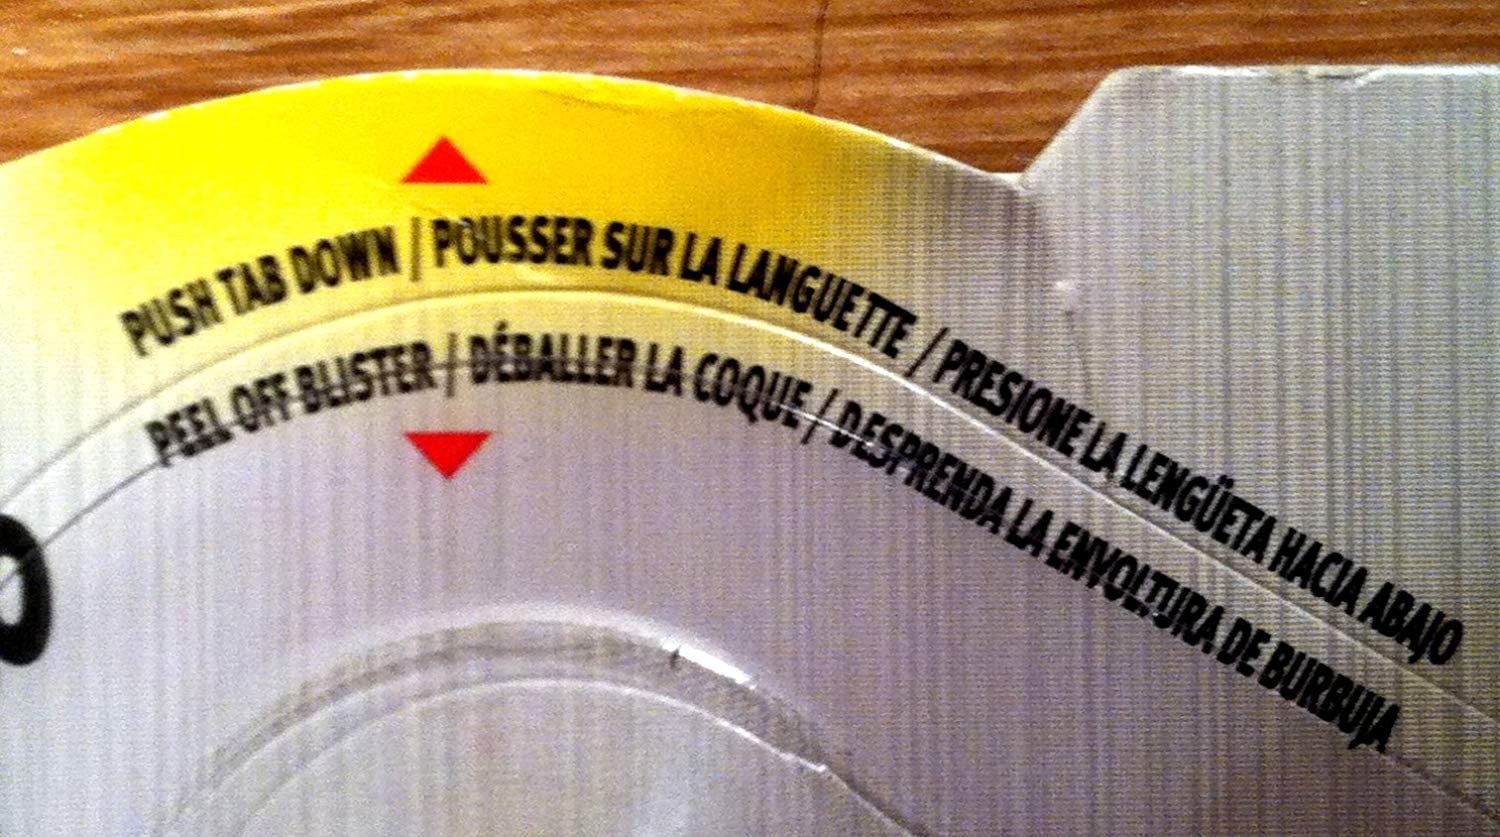 PUSH TAB DOWN / POUSSER SUR LA LANGUETTE / PRESIONE LA LENGÜETA HACIA ABAJO
PEEL OFF BLISTER / DÉBALLER LA COQUE / DESPRENDA LA ENVOLTURA DE BURBUJA